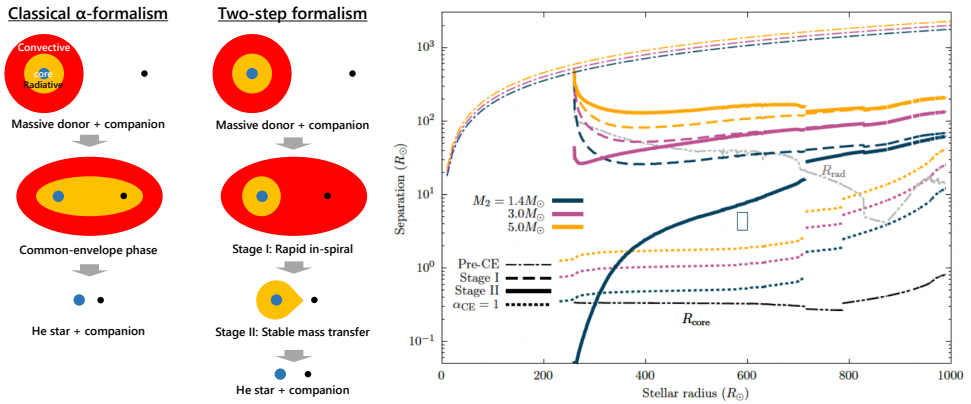 Classical α-formalism
Two-step formalism
Convective
core
Radiative
Massive donor + companion
Massive donor + companion
Common-envelope phase
Stage I: Rapid in-spiral
He star + companion
Stage II: Stable mass transfer
He star + companion
Separation (R⊙)
10³
10²
10¹
10⁰
10⁻¹
R_rad
M₂ = 1.4M⊙
3.0M⊙
5.0M⊙
Pre-CE
Stage I
Stage II
α_CE = 1
R_core
0 200 400 600 800 1000
Stellar radius (R⊙)